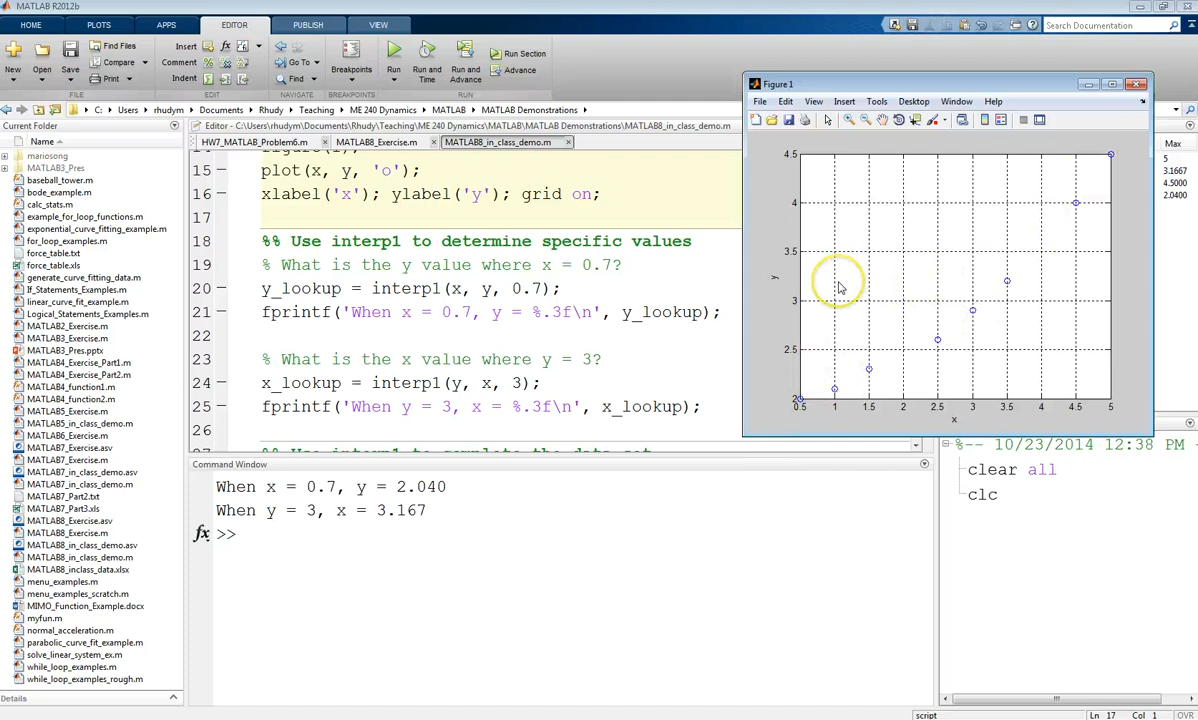 MATLAB R2012b
HOME PLOTS APPS EDITOR PUBLISH VIEW
Search Documentation
New Open Save
Find Files
Compare
Print
Insert
Comment
Indent
Go To
Find
Breakpoints
Run
Run and Time
Run and Advance
Run Section
Advance
FILE EDIT NAVIGATE BREAKPOINTS RUN
C: Users rhudym Documents Rhudy Teaching ME 240 Dynamics MATLAB MATLAB Demonstrations
Current Folder
Name
mariosong
MATLAB3_Pres
baseball_tower.m
bode_example.m
calc_stats.m
example_for_loop_functions.m
exponential_curve_fitting_example.m
for_loop_examples.m
force_table.txt
force_table.xls
generate_curve_fitting_data.m
If_Statements_Example.m
linear_curve_fit_example.m
Logical_Statements_Example.m
MATLAB2_Exercise.m
MATLAB3_Exercise.m
MATLAB3_Pres.pptx
MATLAB4_Exercise_Part1.m
MATLAB4_Exercise_Part2.m
MATLAB4_function1.m
MATLAB4_function2.m
MATLAB5_Exercise.m
MATLAB6_Exercise.m
MATLAB7_Exercise.asv
MATLAB7_Exercise.m
MATLAB7_in_class_demo.asv
MATLAB7_in_class_demo.m
MATLAB7_Part2.txt
MATLAB7_Part3.xls
MATLAB8_Exercise.asv
MATLAB8_Exercise.m
MATLAB8_in_class_demo.asv
MATLAB8_in_class_demo.m
MATLAB8_inclass_data.xlsx
menu_examples.m
menu_examples_scratch.m
MIMO_Function_Example.docx
myfun.m
normal_acceleration.m
parabolic_curve_fit_example.m
solve_linear_system_ex.m
while_loop_examples.m
while_loop_examples_rough.m
Details
Editor - C:\Users\rhudym\Documents\Rhudy\Teaching\ME 240 Dynamics\MATLAB\MATLAB Demonstrations\MATLAB8_in_class_demo.m
HW7_MATLAB_Problem6.m MATLAB8_Exercise.m MATLAB8_in_class_demo.m
15 plot(x, y, 'o');
16 xlabel('x'); ylabel('y'); grid on;
17
18 %% Use interp1 to determine specific values
19 % What is the y value where x = 0.7?
20 y_lookup = interp1(x, y, 0.7);
21 fprintf('When x = 0.7, y = %.3f\n', y_lookup);
22
23 % What is the x value where y = 3?
24 x_lookup = interp1(y, x, 3);
25 fprintf('When y = 3, x = %.3f\n', x_lookup);
26
Command Window
When x = 0.7, y = 2.040
When y = 3, x = 3.167
fx >>
Figure 1
File Edit View Insert Tools Desktop Window Help
4.5
4
3.5
3
2.5
2
y
0.5 1 1.5 2 2.5 3 3.5 4 4.5 5
x
Max
5
3.1667
4.5000
2.0400
%-- 10/23/2014 12:38 PM
clear all
clc
script
Ln 17 Col 1 OVR